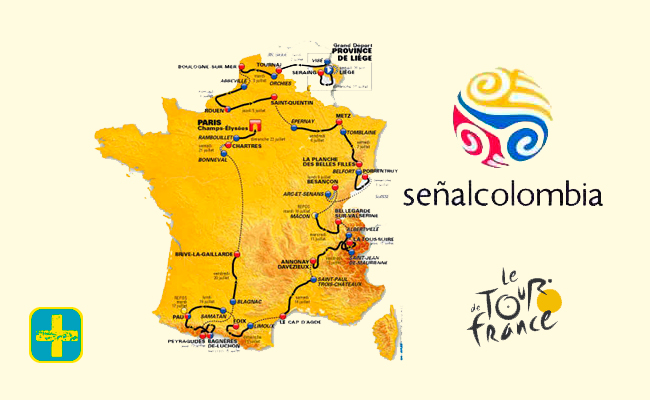 Grand Départ
PROVINCE
DE LIÈGE
BOULOGNE SUR MER
TOURNAI
VISÉ
LIÈGE
SERAING
ORCHIES
ABBEVILLE
ROUEN
SAINT-QUENTIN
EPERNAY
METZ
TOMBLAINE
PARIS
Champs-Elysées
RAMBOUILLET
CHARTRES
BONNEVAL
LA PLANCHE
DES BELLES FILLES
BELFORT
PORRENTRUY
BESANÇON
ARC-ET-SENANS
REPOS
MÂCON
BELLEGARDE
SUR-VALSERINE
ALBERTVILLE
LA TOUSSUIRE
SAINT-JEAN
DE-MAURIENNE
ANNONAY
DAVÉZIEUX
BRIVE-LA-GAILLARDE
SAINT-PAUL
TROIS-CHATEAUX
BLAGNAC
SAMATAN
PAU
FOIX
LIMOUX
LE CAP D'AGDE
PEYRAGUDES
BAGNÈRES
DE-LUCHON
señalcolombia
le
TOUR
de
france